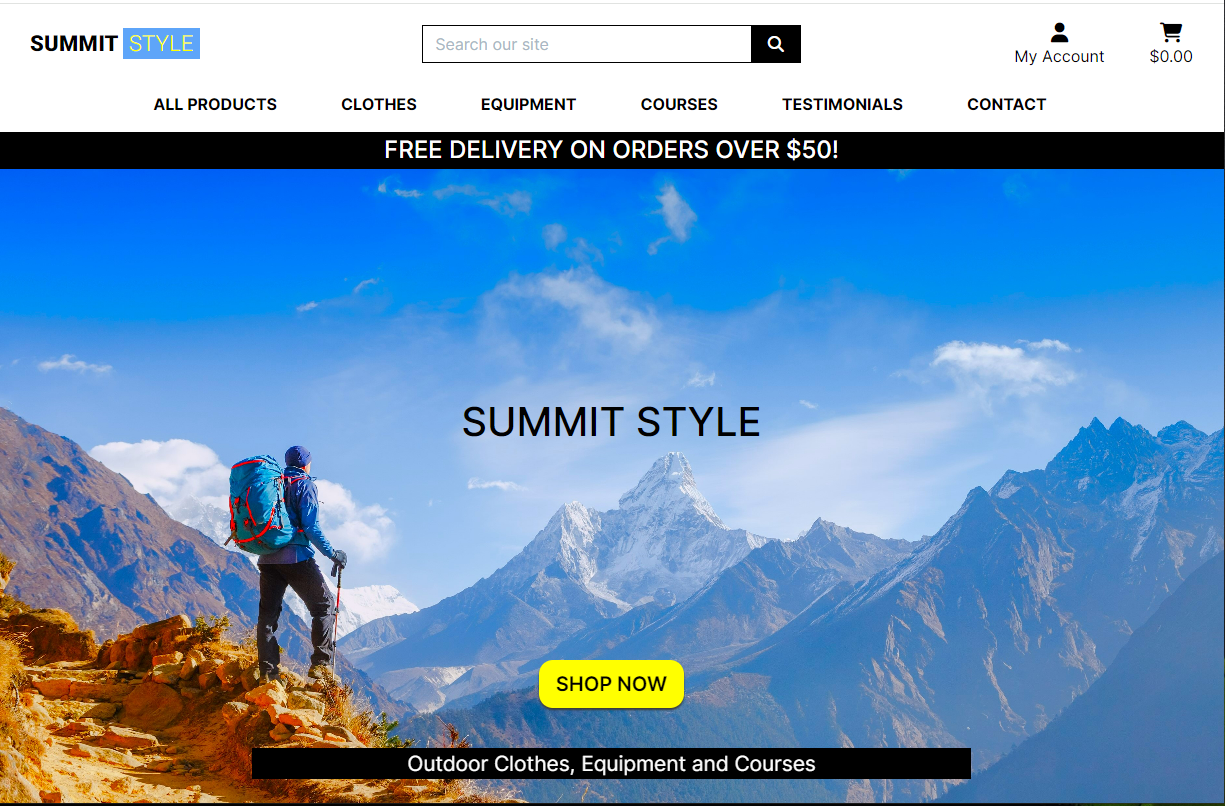 SUMMIT STYLE
Search our site
My Account
$0.00
ALL PRODUCTS CLOTHES EQUIPMENT COURSES TESTIMONIALS CONTACT
FREE DELIVERY ON ORDERS OVER $50!
SUMMIT STYLE
SHOP NOW
Outdoor Clothes, Equipment and Courses